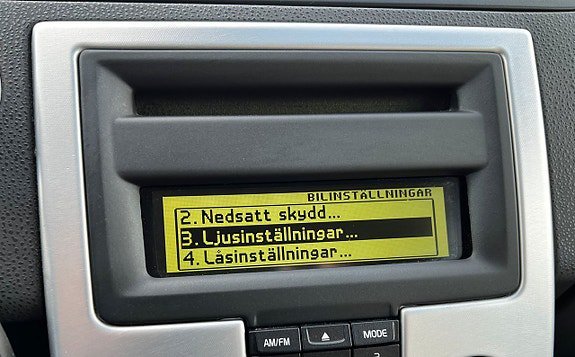 BILINSTÄLLNINGAR
2. Nedsatt skydd...
3. Ljusinställningar...
4. Låsinställningar...
AM/FM
MODE